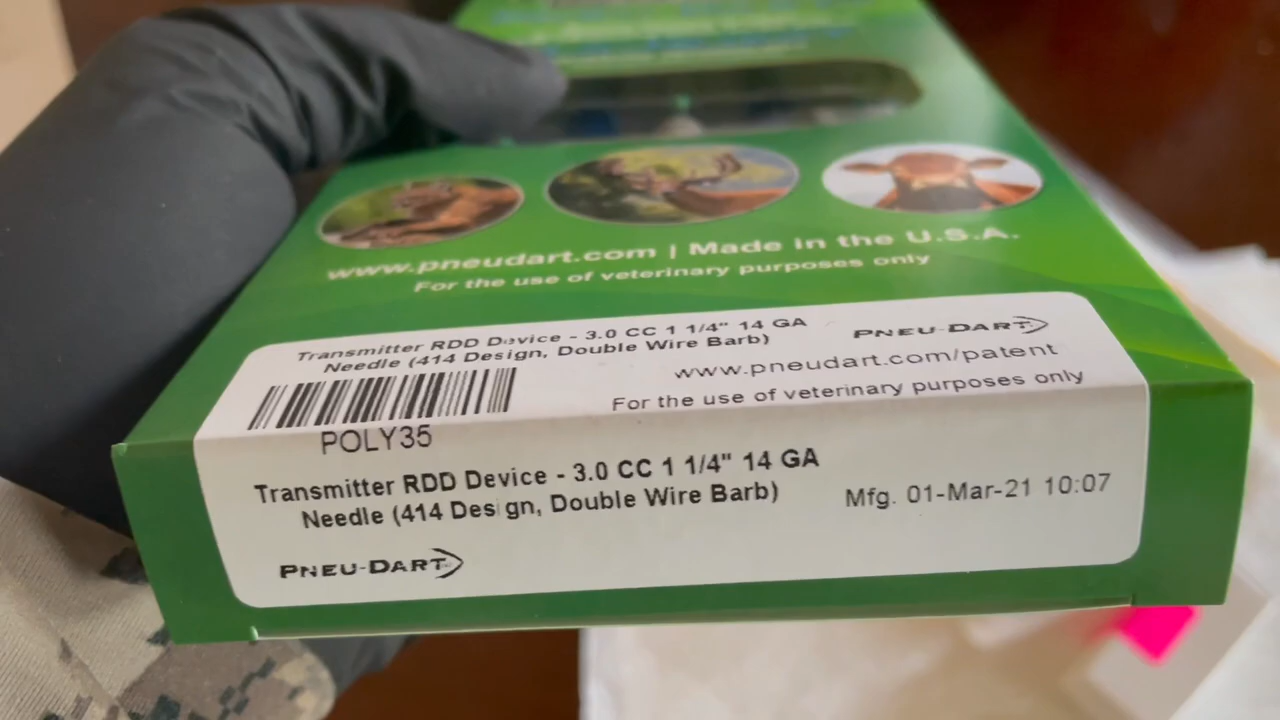 www.pneudart.com | Made in the U.S.A.
For the use of veterinary purposes only
Transmitter RDD Device - 3.0 CC 1 1/4" 14 GA
Needle (414 Design, Double Wire Barb)
PNEU-DART
www.pneudart.com/patent
For the use of veterinary purposes only
POLY35
Transmitter RDD Device - 3.0 CC 1 1/4" 14 GA
Needle (414 Design, Double Wire Barb)
Mfg. 01-Mar-21 10:07
PNEU-DART